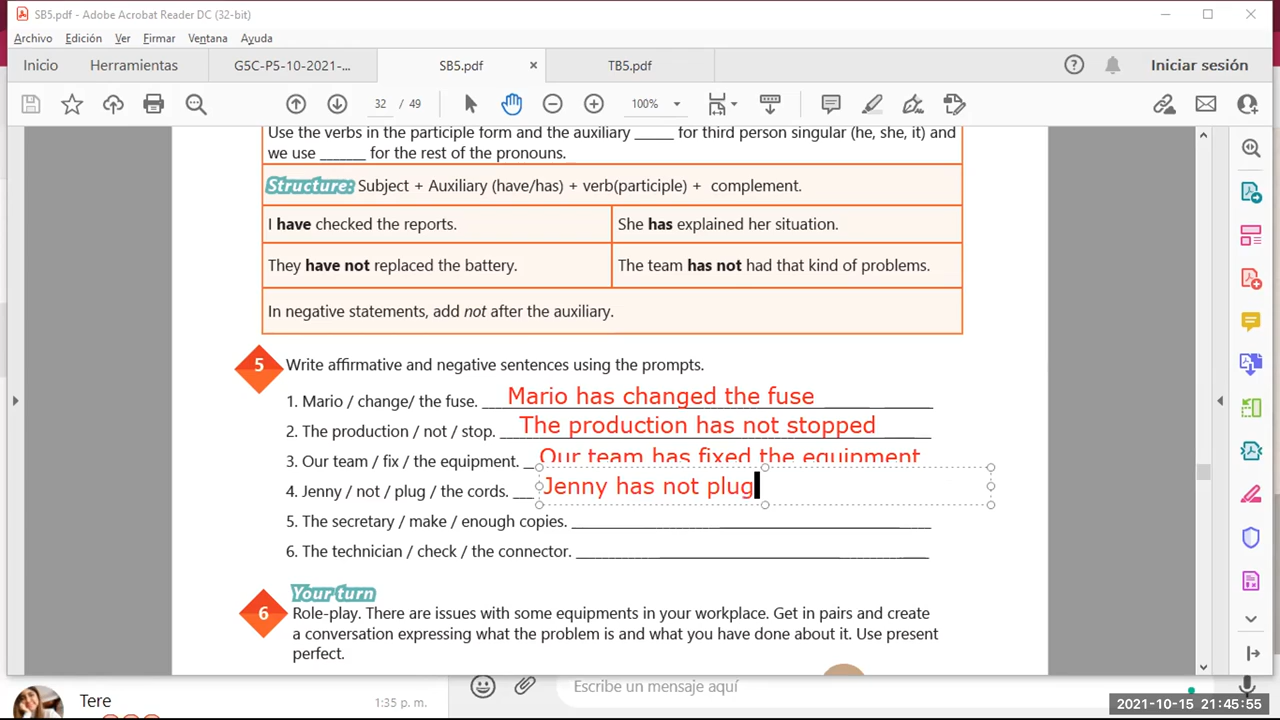 SB5.pdf - Adobe Acrobat Reader DC (32-bit)
Archivo Edición Ver Firmar Ventana Ayuda
Inicio Herramientas G5C-P5-10-2021-... SB5.pdf × TB5.pdf Iniciar sesión
32 / 49 100%
Use the verbs in the participle form and the auxiliary _____ for third person singular (he, she, it) and
we use ______ for the rest of the pronouns.
Structure: Subject + Auxiliary (have/has) + verb(participle) + complement.
I have checked the reports. She has explained her situation.
They have not replaced the battery. The team has not had that kind of problems.
In negative statements, add not after the auxiliary.
5 Write affirmative and negative sentences using the prompts.
1. Mario / change/ the fuse. Mario has changed the fuse
2. The production / not / stop. The production has not stopped
3. Our team / fix / the equipment. Our team has fixed the equipment
4. Jenny / not / plug / the cords. Jenny has not plug
5. The secretary / make / enough copies.
6. The technician / check / the connector.
Your turn
6 Role-play. There are issues with some equipments in your workplace. Get in pairs and create
a conversation expressing what the problem is and what you have done about it. Use present
perfect.
Tere 1:35 p. m. Escribe un mensaje aquí
2021-10-15 21:45:55